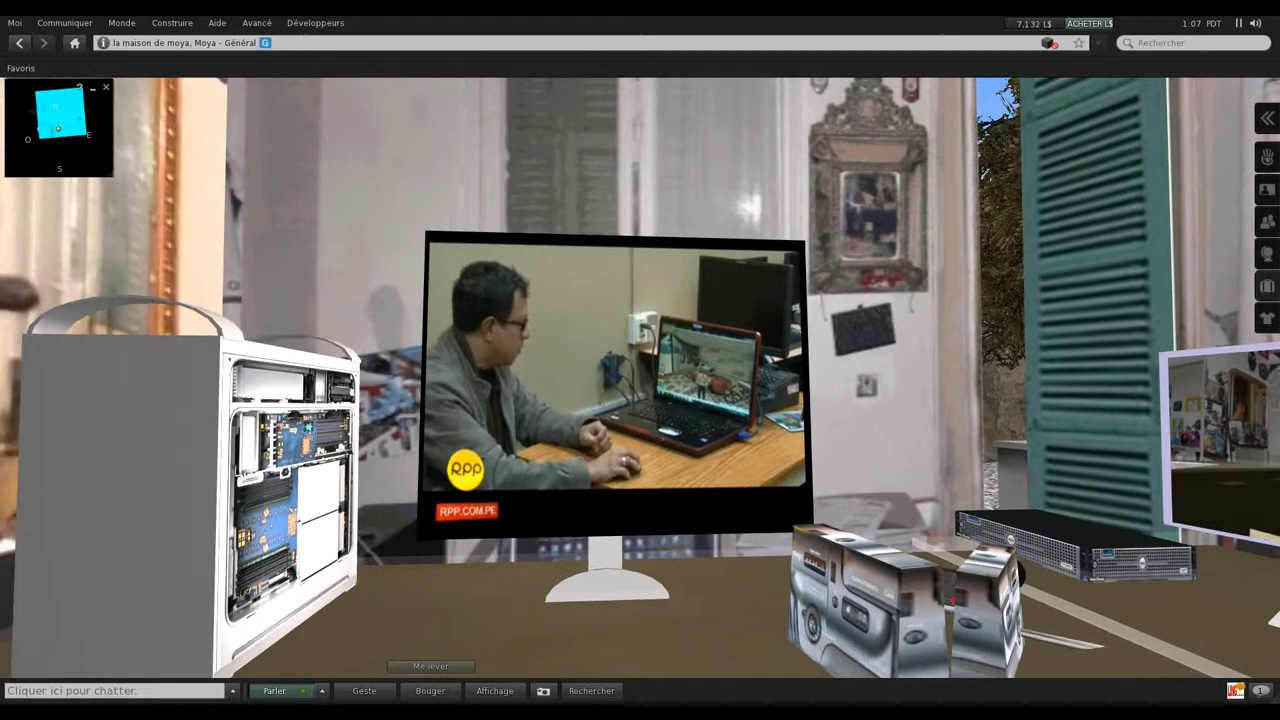 Moi Communiquer Monde Construire Aide Avancé Développeurs 7,132 L$ ACHETER L$ 1:07 PDT
la maison de moya, Moya - Général G Rechercher
Favoris
O E
S
Rpp
RPP.COM.PE
Me lever
Cliquer ici pour chatter. Parler Geste Bouger Affichage Rechercher 1